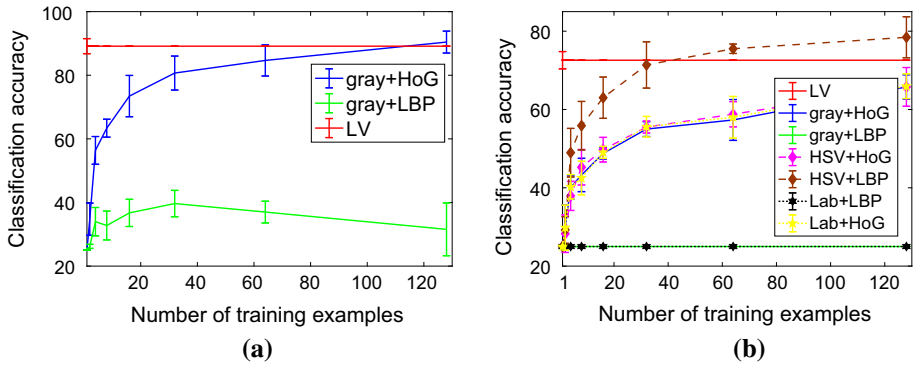 Classification accuracy
100
80
60
40
20
20 40 60 80 100 120
Number of training examples
gray+HoG
gray+LBP
LV
(a)
Classification accuracy
80
60
40
20
1 20 40 60 80 100 120
Number of training examples
LV
gray+HoG
gray+LBP
HSV+HoG
HSV+LBP
Lab+LBP
Lab+HoG
(b)